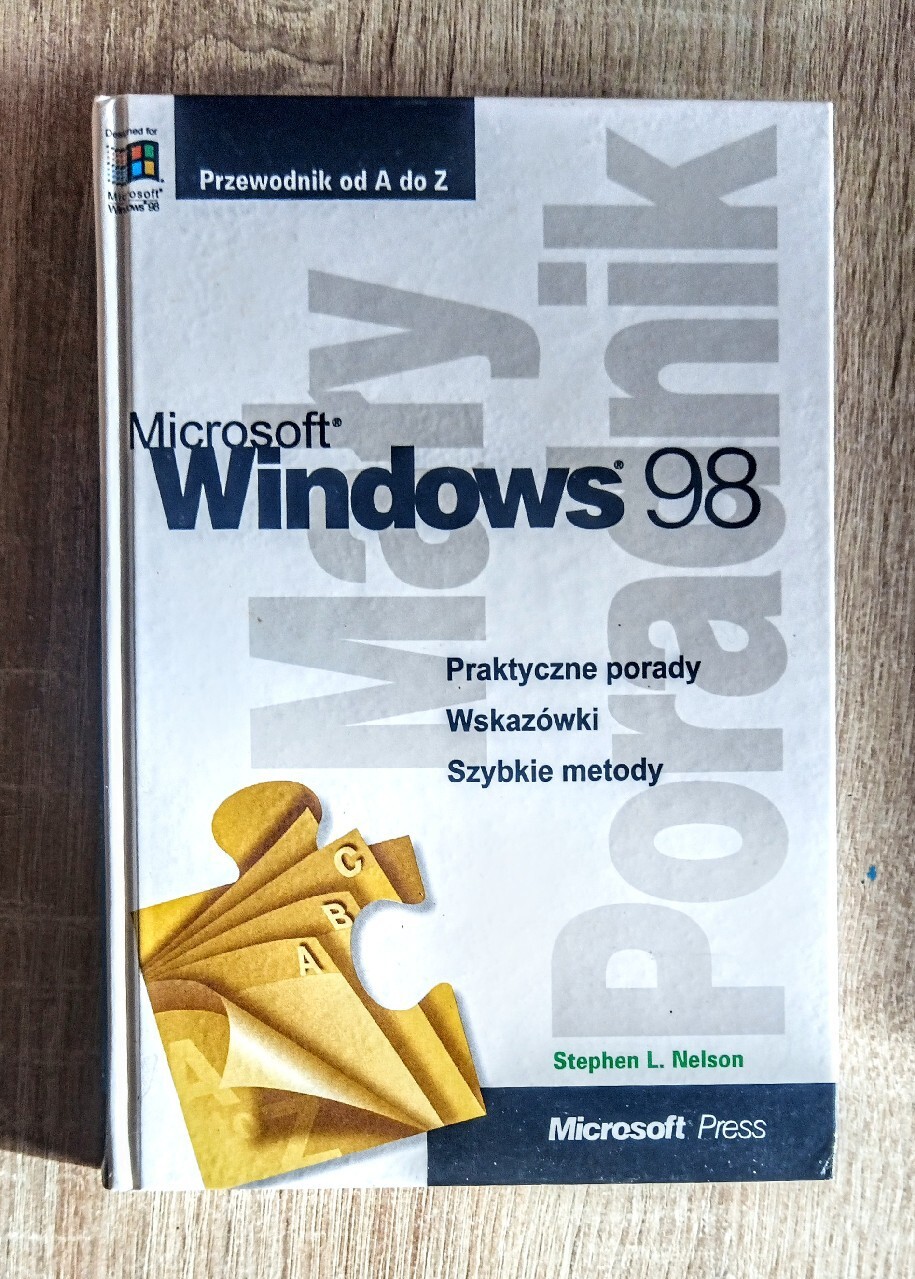 Designed for
Microsoft®
Windows®98
Przewodnik od A do Z
Mały
Poradnik
Microsoft®
Windows® 98
Praktyczne porady
Wskazówki
Szybkie metody
C
B
A
A
Z
Stephen L. Nelson
Microsoft Press